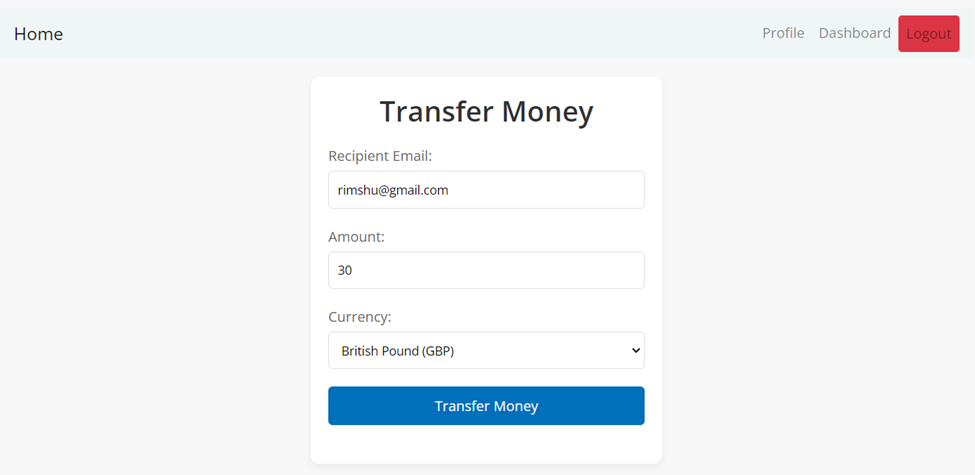 Home
Profile Dashboard Logout
Transfer Money
Recipient Email:
rimshu@gmail.com
Amount:
30
Currency:
British Pound (GBP)
Transfer Money